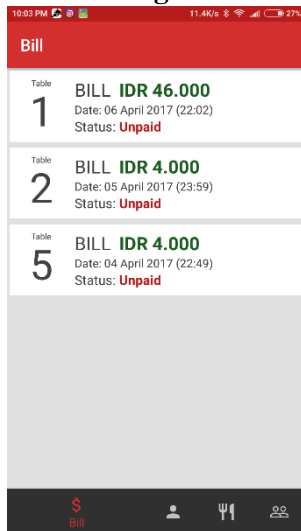 10:03 PM 11.4K/s 27%
Bill
Table
1
BILL IDR 46.000
Date: 06 April 2017 (22:02)
Status: Unpaid
Table
2
BILL IDR 4.000
Date: 05 April 2017 (23:59)
Status: Unpaid
Table
5
BILL IDR 4.000
Date: 04 April 2017 (22:49)
Status: Unpaid
$
Bill